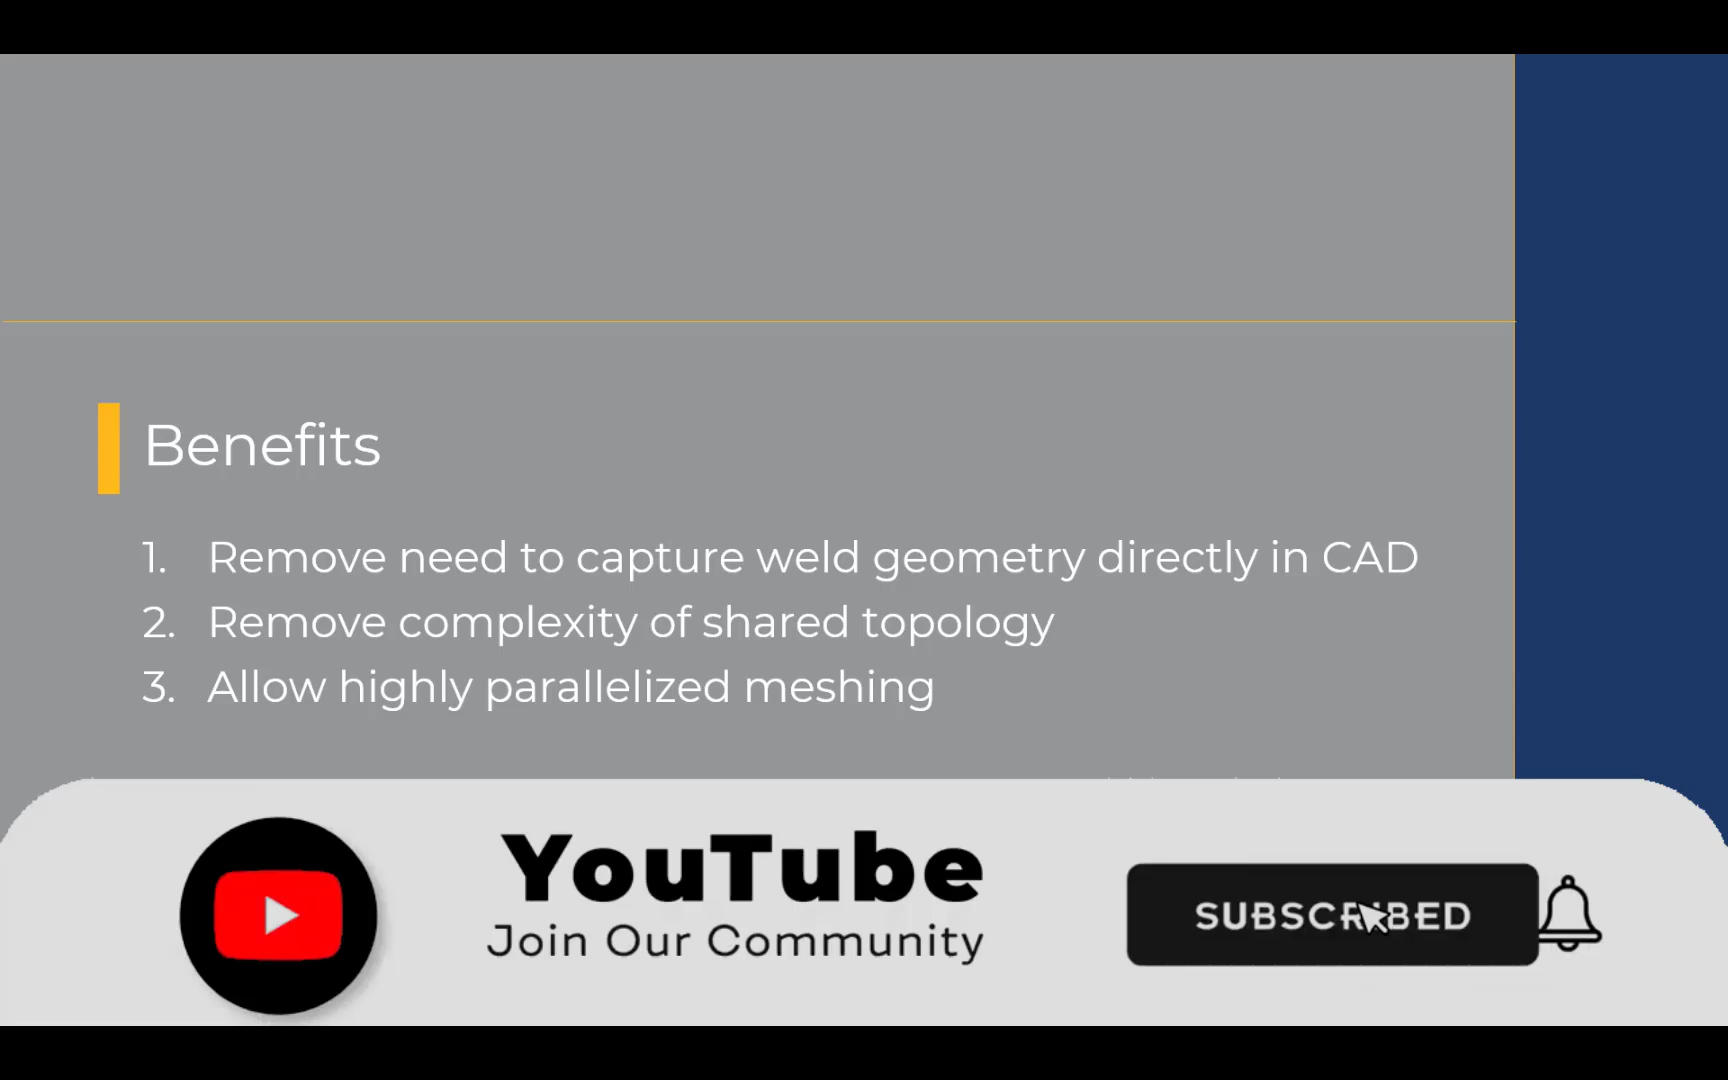 Benefits
1. Remove need to capture weld geometry directly in CAD
2. Remove complexity of shared topology
3. Allow highly parallelized meshing
YouTube
Join Our Community
SUBSCRIBED